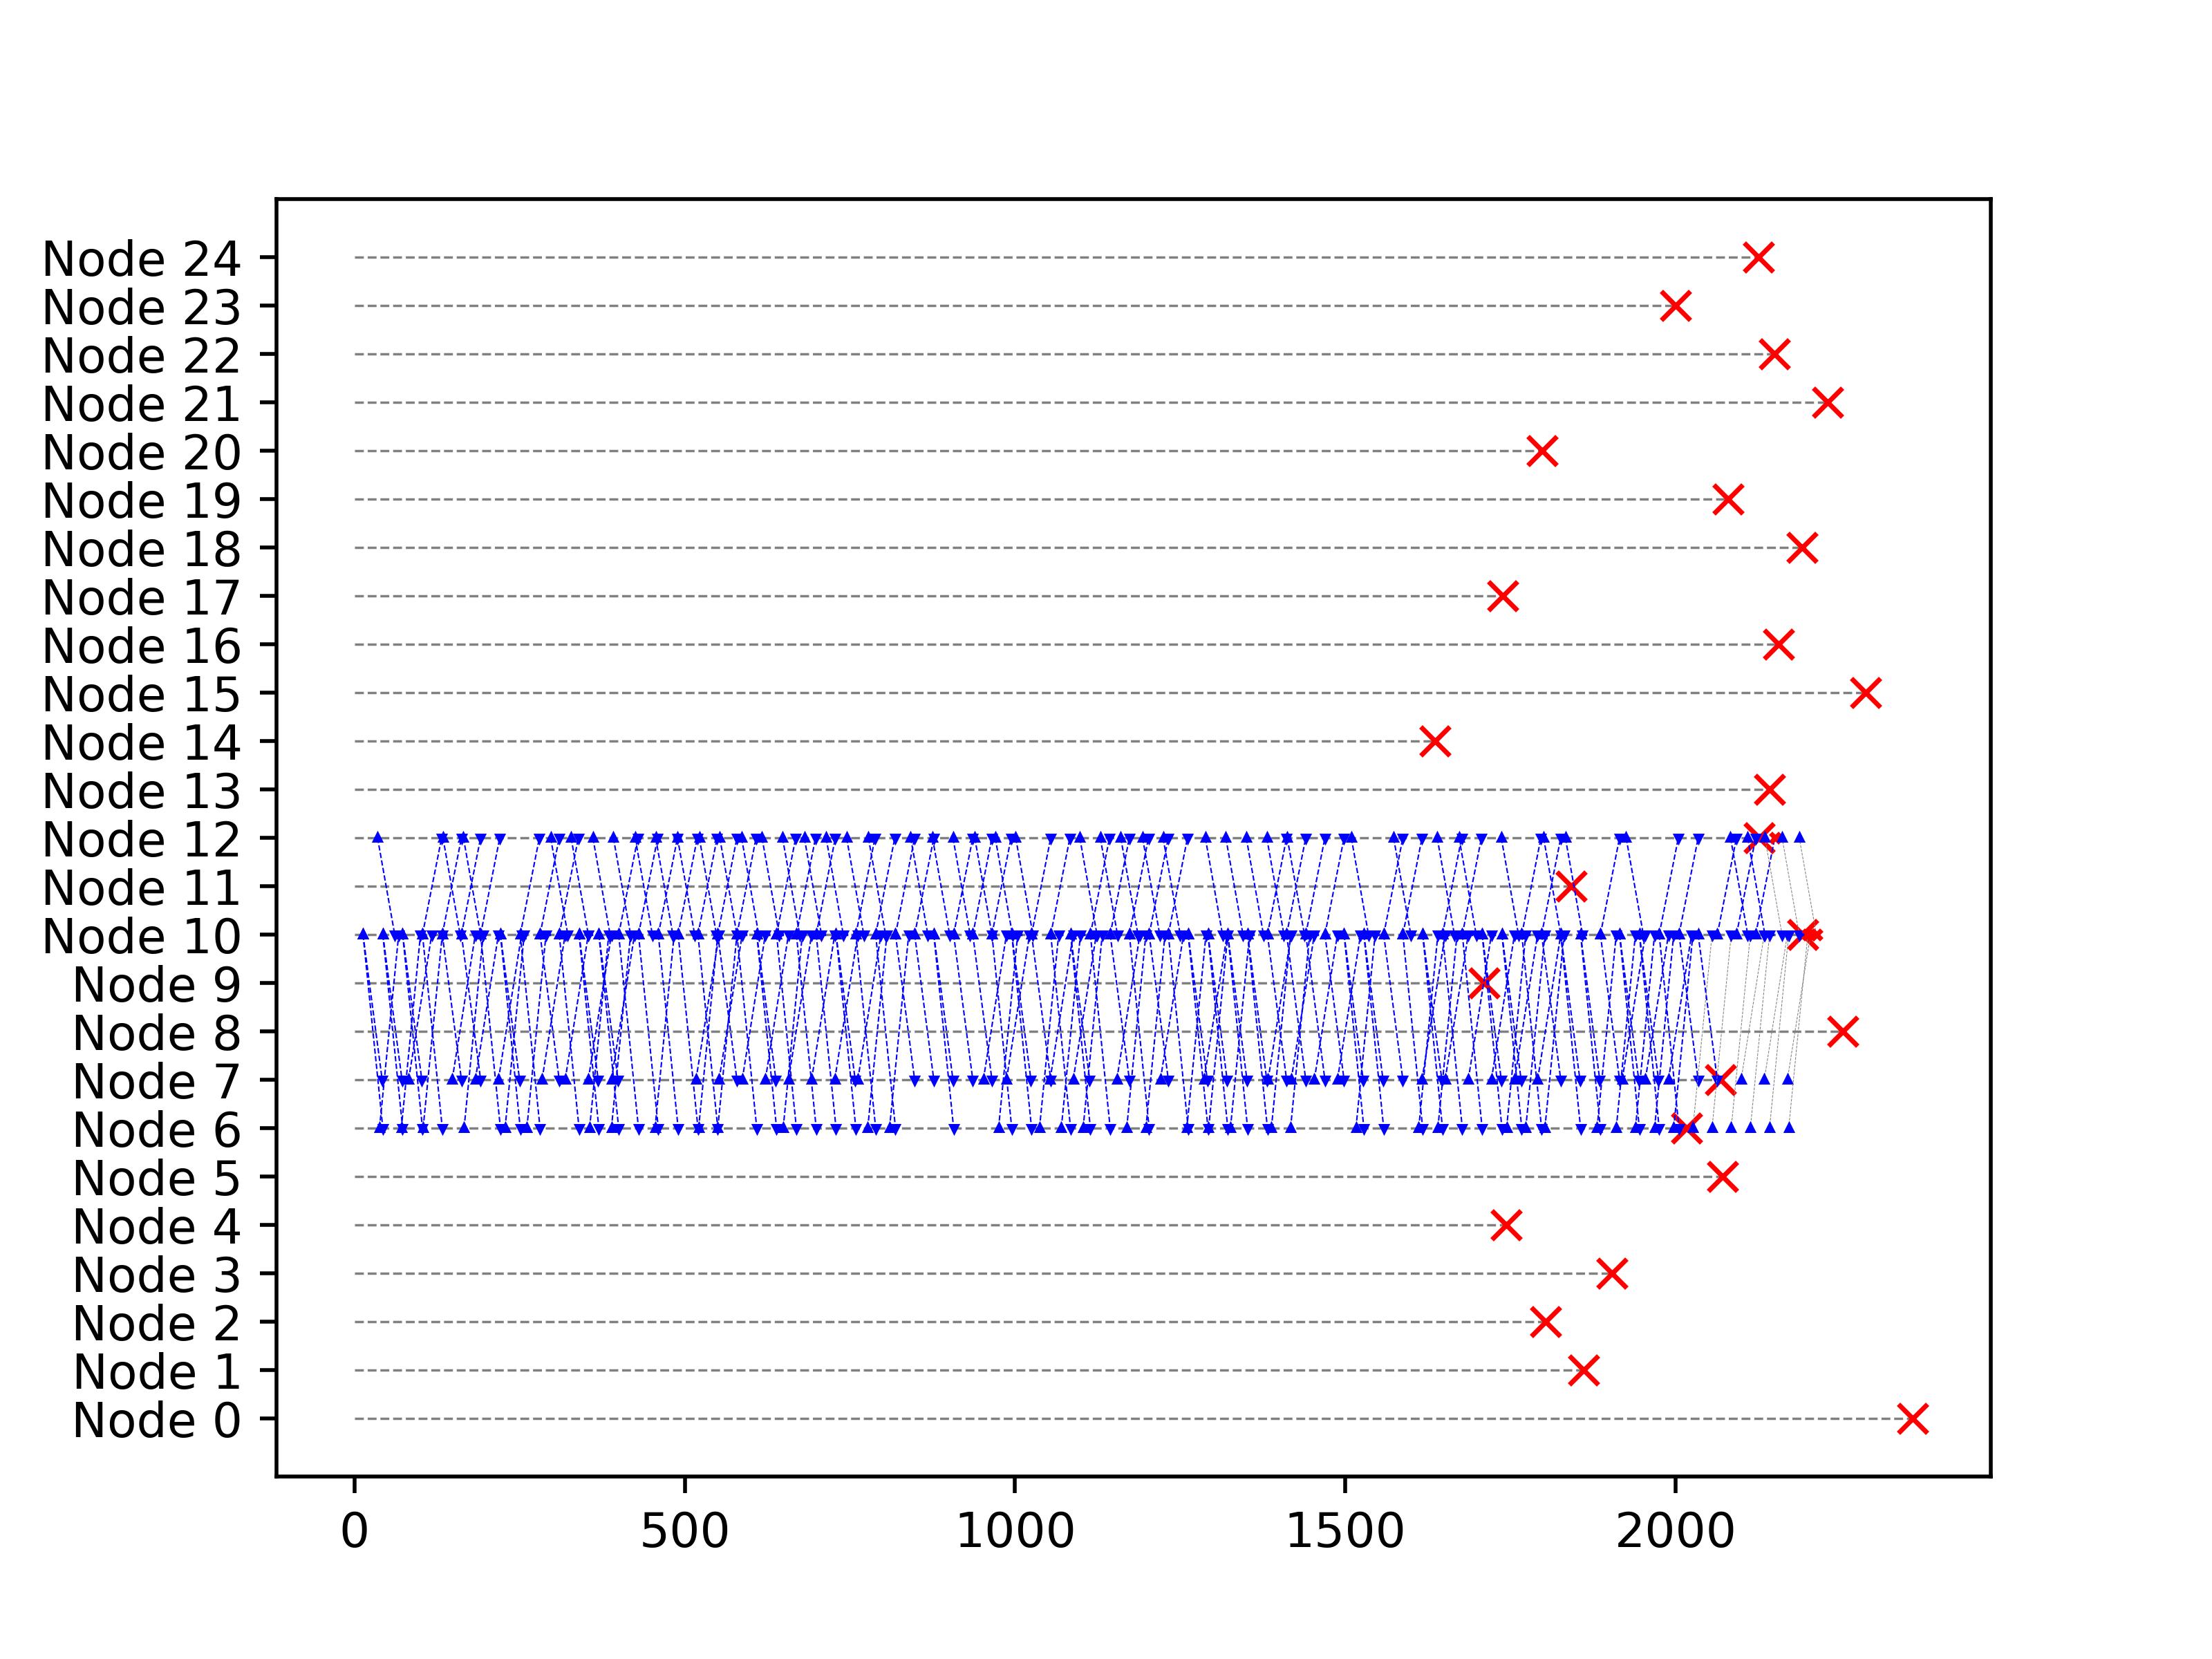 Node 24
Node 23
Node 22
Node 21
Node 20
Node 19
Node 18
Node 17
Node 16
Node 15
Node 14
Node 13
Node 12
Node 11
Node 10
Node 9
Node 8
Node 7
Node 6
Node 5
Node 4
Node 3
Node 2
Node 1
Node 0
0 500 1000 1500 2000